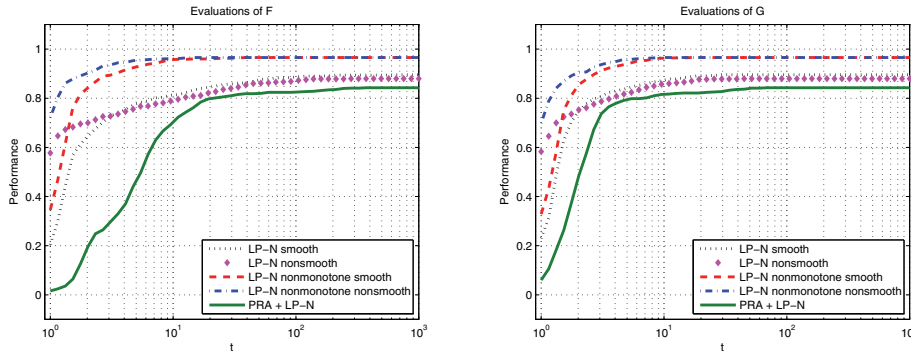 Evaluations of F
1
0.8
0.6
0.4
0.2
0
Performance
LP−N smooth
LP−N nonsmooth
LP−N nonmonotone smooth
LP−N nonmonotone nonsmooth
PRA + LP−N
10^0 10^1 10^2 10^3
t
Evaluations of G
1
0.8
0.6
0.4
0.2
0
Performance
LP−N smooth
LP−N nonsmooth
LP−N nonmonotone smooth
LP−N nonmonotone nonsmooth
PRA + LP−N
10^0 10^1 10^2 10^3
t